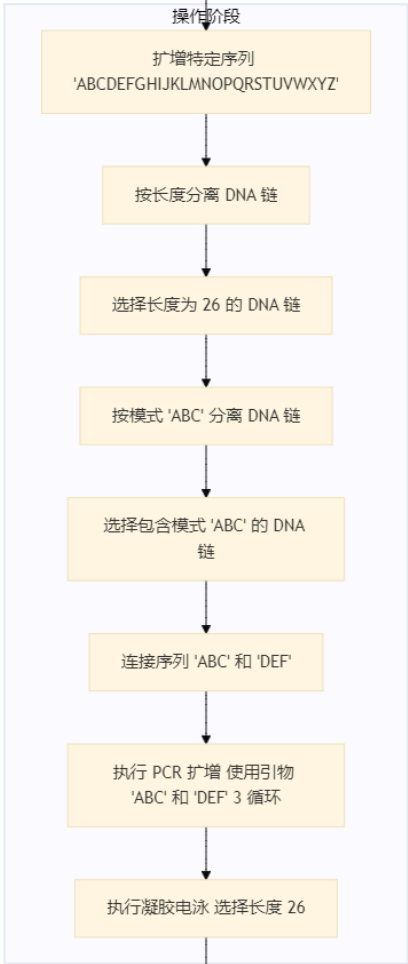 操作阶段
扩增特定序列
'ABCDEFGHIJKLMNOPQRSTUVWXYZ'
按长度分离 DNA 链
选择长度为 26 的 DNA 链
按模式 'ABC' 分离 DNA 链
选择包含模式 'ABC' 的 DNA
链
连接序列 'ABC' 和 'DEF'
执行 PCR 扩增 使用引物
'ABC' 和 'DEF' 3 循环
执行凝胶电泳 选择长度 26